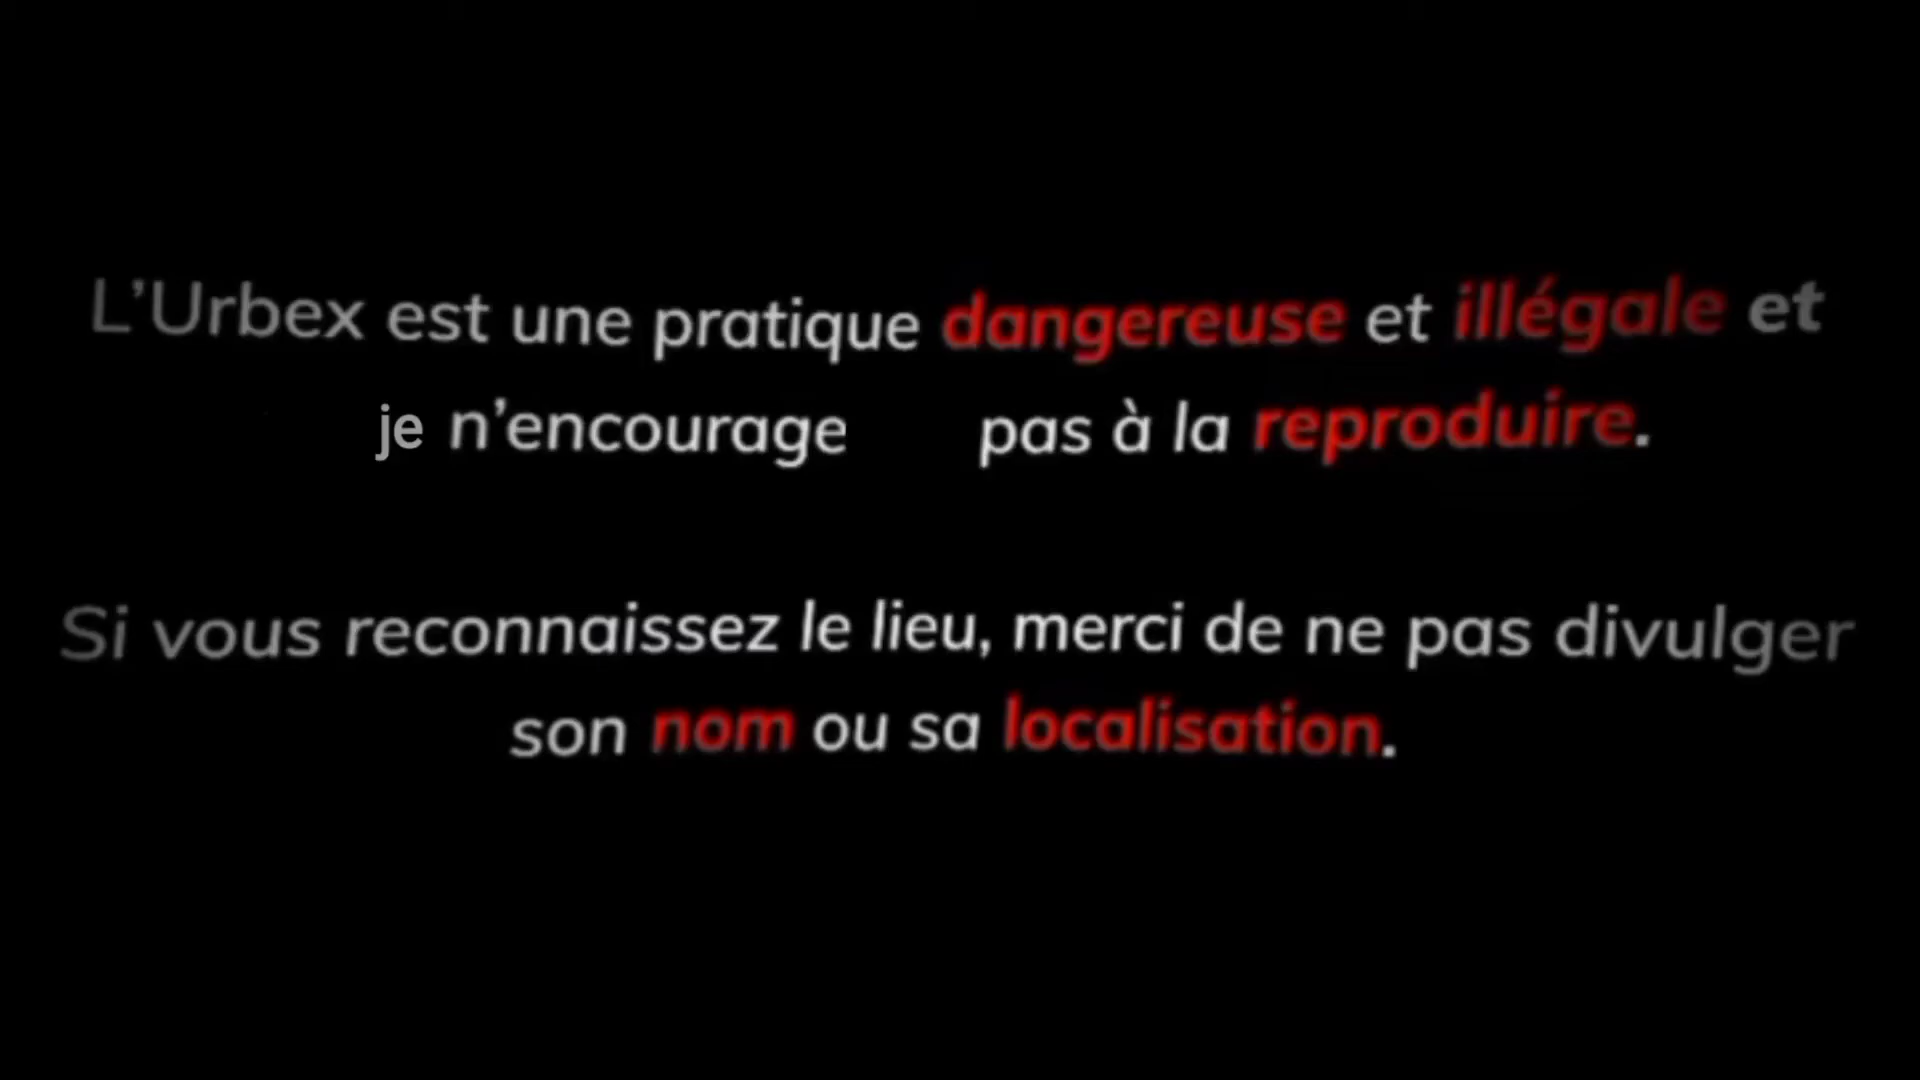 L’Urbex est une pratique dangereuse et illégale et
je n’encourage pas à la reproduire.
Si vous reconnaissez le lieu, merci de ne pas divulger
son nom ou sa localisation.